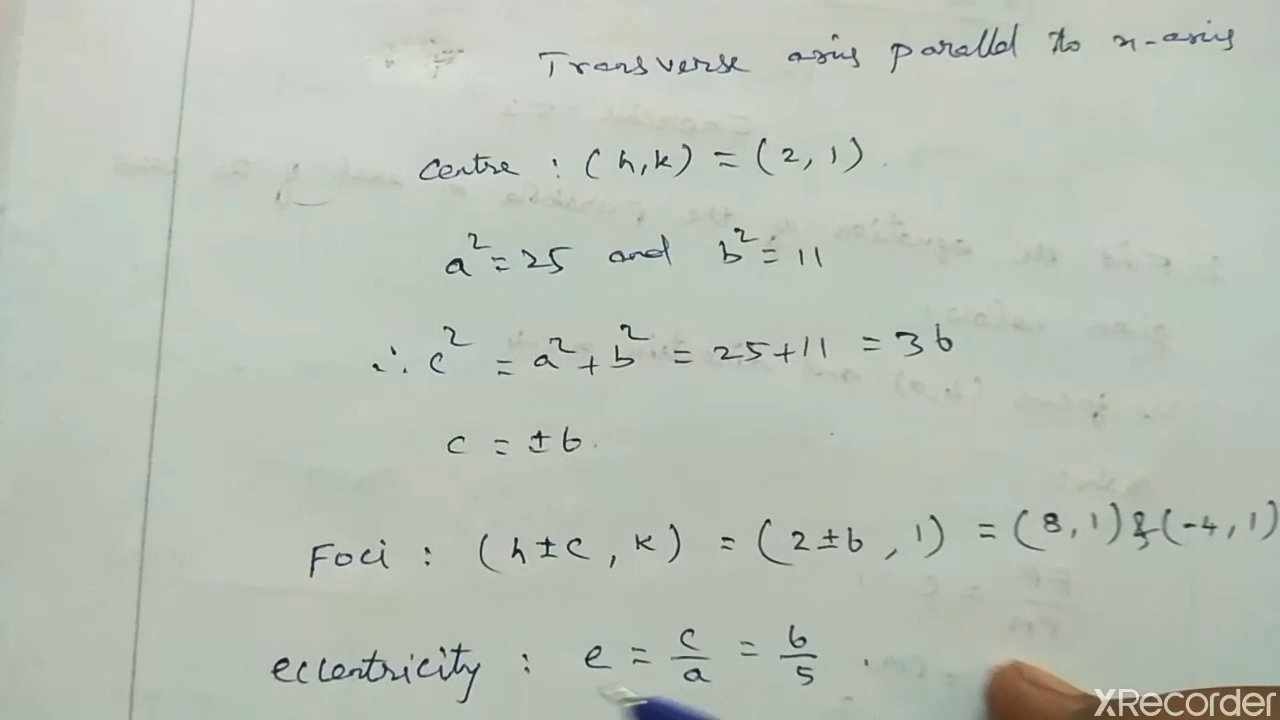 Transverse axis parallel to x-axis
Centre : (h,k) = (2,1)
a² = 25 and b² = 11
∴ c² = a² + b² = 25+11 = 36
c = ±6
Foci : (h±c, k) = (2±6, 1) = (8,1) & (-4,1)
eccentricity : e = c/a = 6/5.
XRecorder